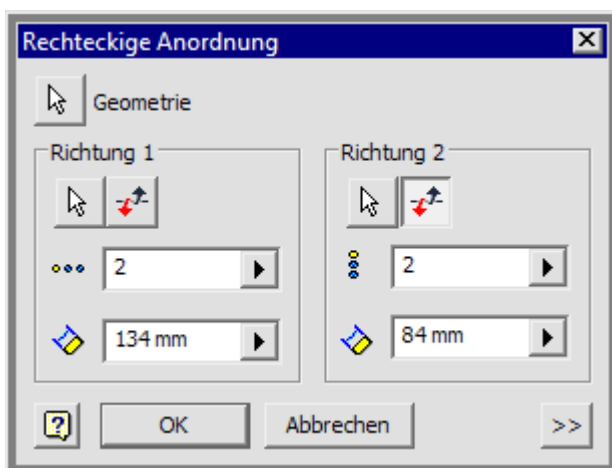 Rechteckige Anordnung
Geometrie
Richtung 1
Richtung 2
2
2
134 mm
84 mm
OK
Abbrechen
>>